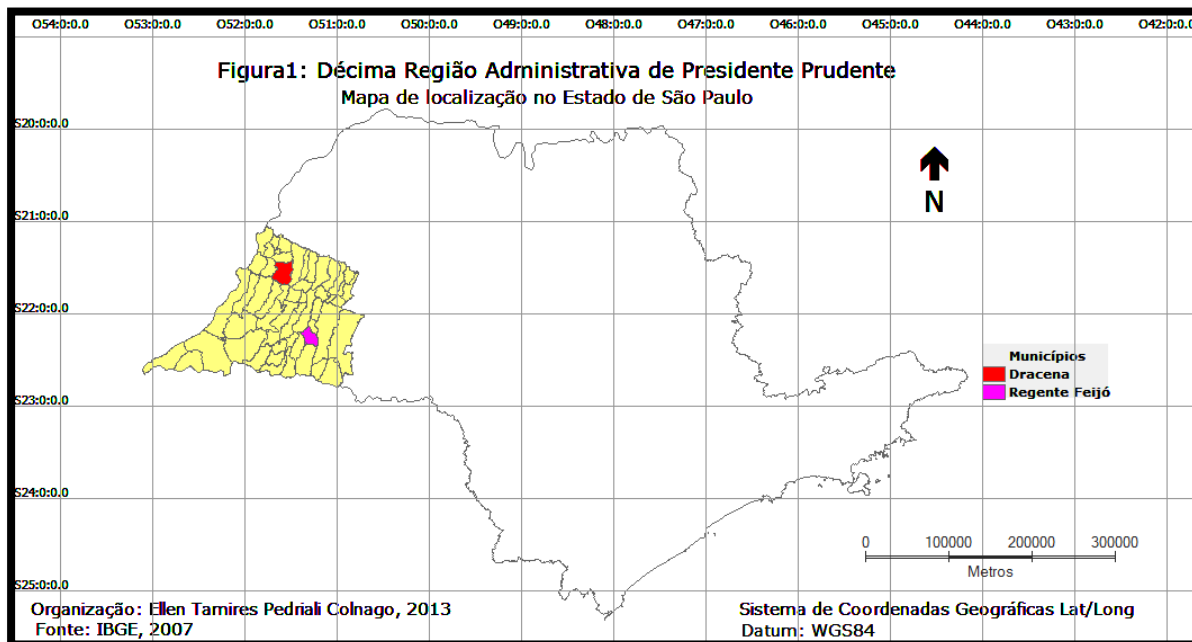 O54:0:0.0 O53:0:0.0 O52:0:0.0 O51:0:0.0 O50:0:0.0 O49:0:0.0 O48:0:0.0 O47:0:0.0 O46:0:0.0 O45:0:0.0 O44:0:0.0 O43:0:0.0 O42:0:0.0
Figura1: Décima Região Administrativa de Presidente Prudente
Mapa de localização no Estado de São Paulo
S20:0:0.0
N
S21:0:0.0
S22:0:0.0
Municípios
Dracena
Regente Feijó
S23:0:0.0
S24:0:0.0
0 100000 200000 300000
Metros
S25:0:0.0
Organização: Ellen Tamires Pedriali Colnago, 2013
Fonte: IBGE, 2007
Sistema de Coordenadas Geográficas Lat/Long
Datum: WGS84